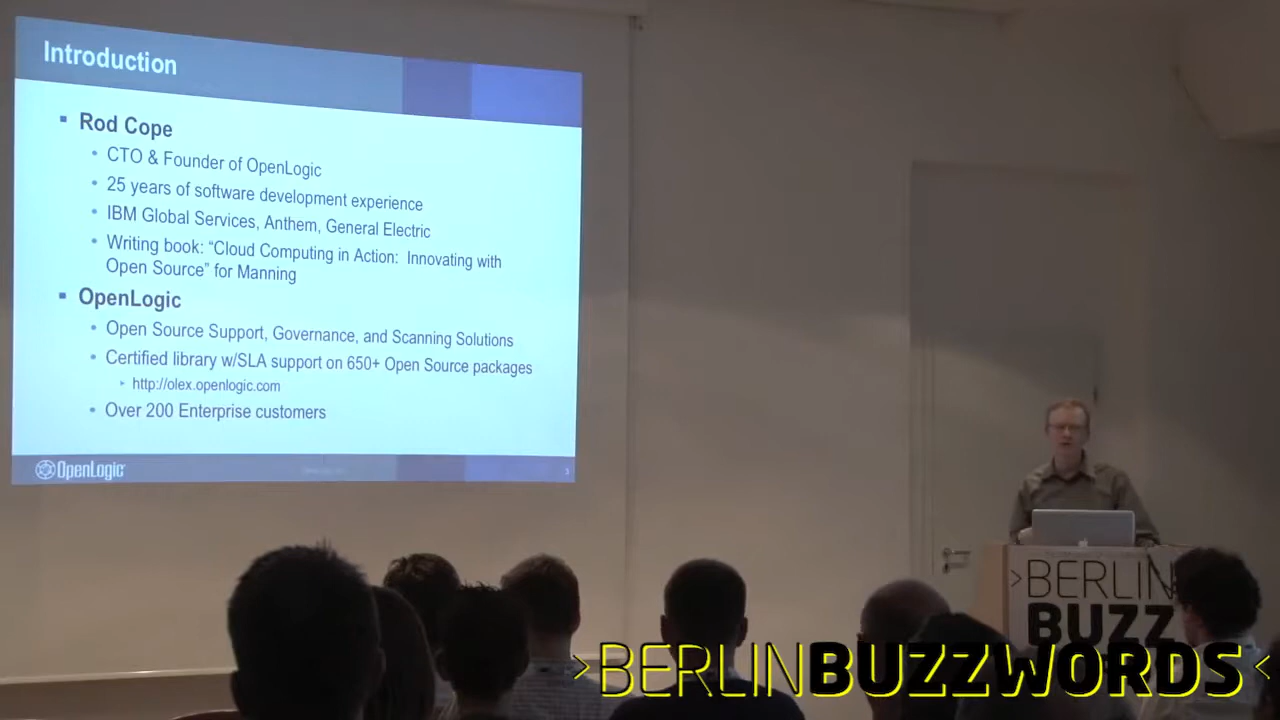 Introduction
Rod Cope
CTO & Founder of OpenLogic
25 years of software development experience
IBM Global Services, Anthem, General Electric
Writing book: “Cloud Computing in Action: Innovating with
Open Source” for Manning
OpenLogic
Open Source Support, Governance, and Scanning Solutions
Certified library w/SLA support on 650+ Open Source packages
http://olex.openlogic.com
Over 200 Enterprise customers
OpenLogic
3
>BERLIN
BUZZ
>BERLINBUZZWORDS<